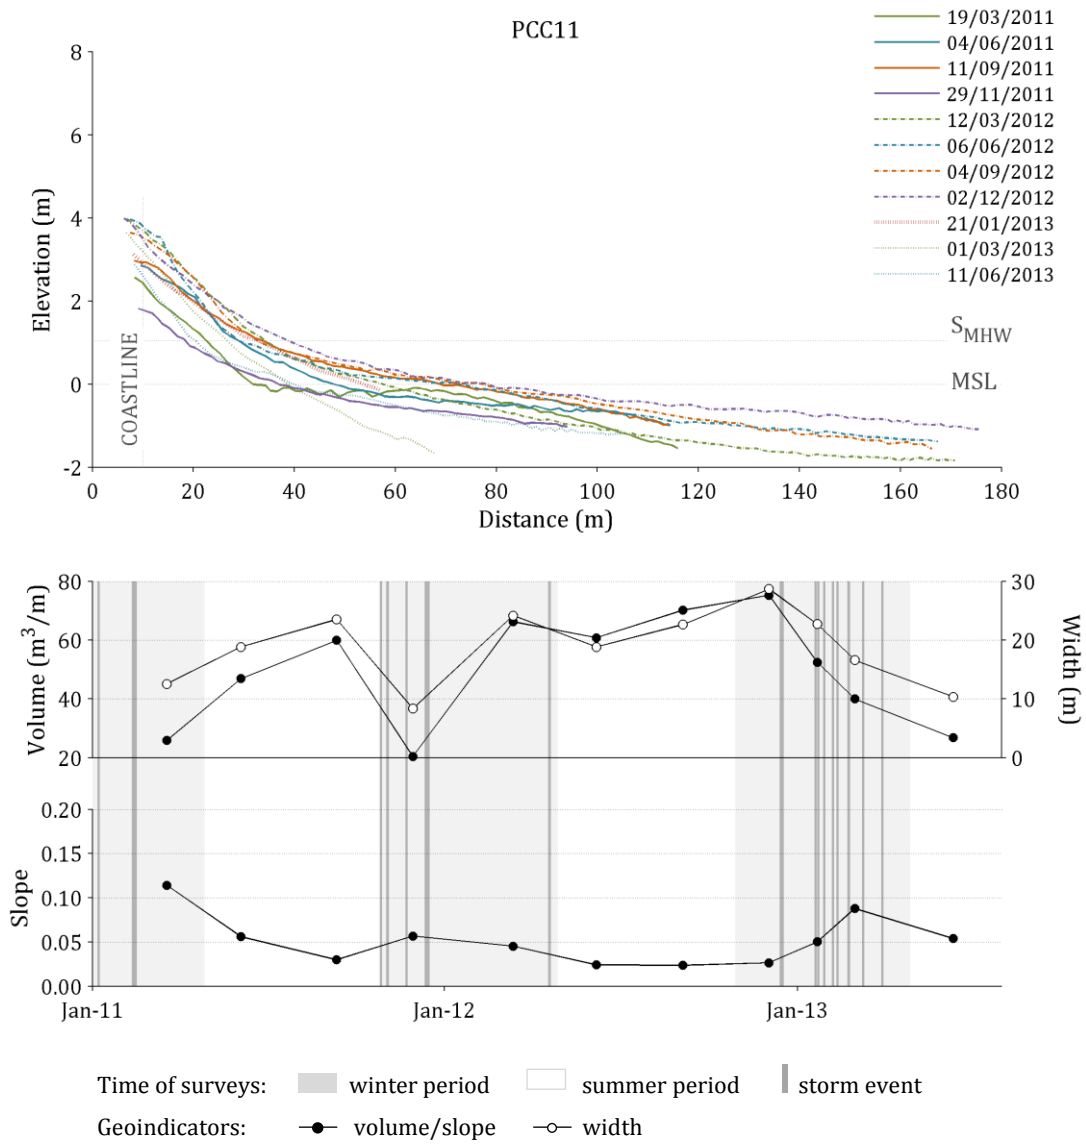 PCC11
19/03/2011
04/06/2011
11/09/2011
29/11/2011
12/03/2012
06/06/2012
04/09/2012
02/12/2012
21/01/2013
01/03/2013
11/06/2013
8
6
4
2
0
-2
Elevation (m)
COASTLINE
SMHW
MSL
0 20 40 60 80 100 120 140 160 180
Distance (m)
80
60
40
20
Volume (m³/m)
30
20
10
0
Width (m)
0.20
0.15
0.10
0.05
0.00
Slope
Jan-11 Jan-12 Jan-13
Time of surveys: winter period summer period storm event
Geoindicators: volume/slope width